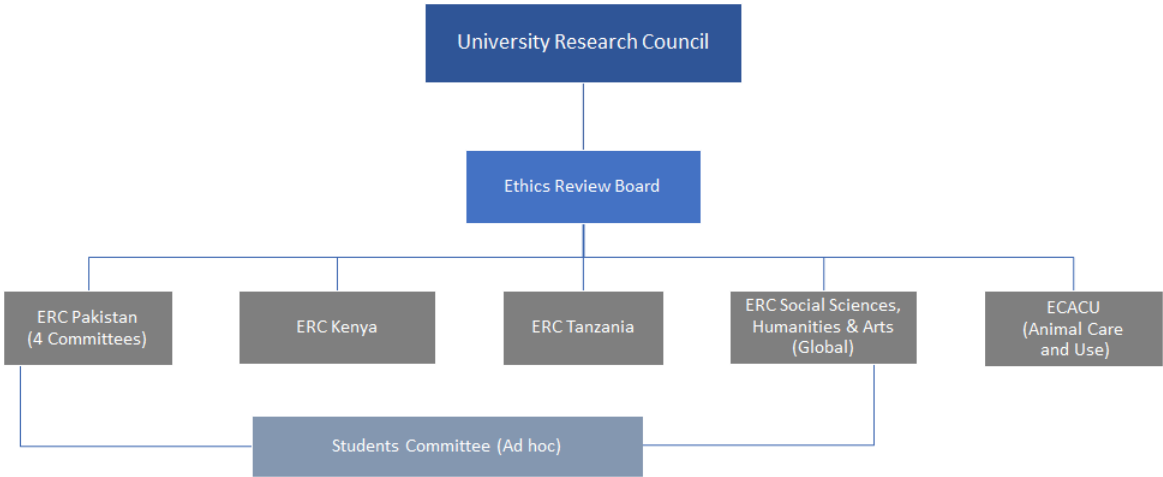 University Research Council
Ethics Review Board
ERC Pakistan
(4 Committees)
ERC Kenya
ERC Tanzania
ERC Social Sciences,
Humanities & Arts
(Global)
ECACU
(Animal Care
and Use)
Students Committee (Ad hoc)